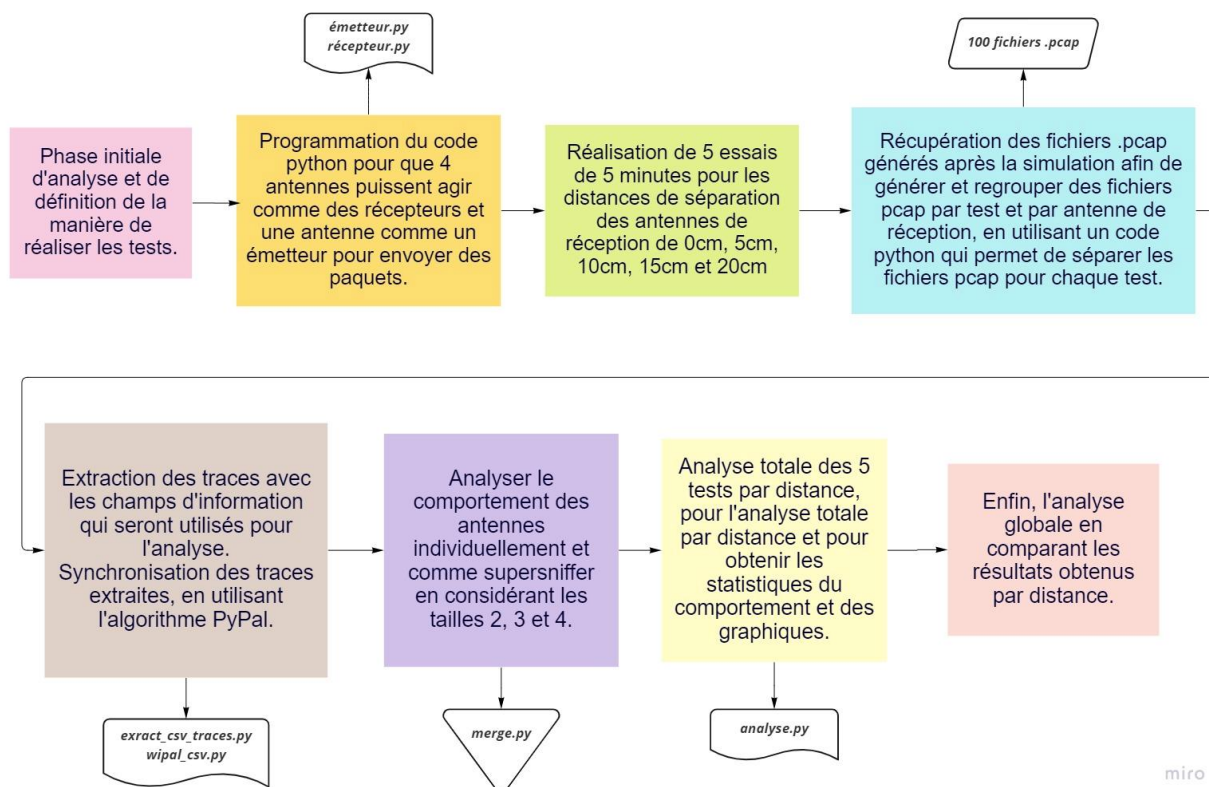 émetteur.py
récepteur.py
100 fichiers .pcap
Phase initiale
d'analyse et de
définition de la
manière de
réaliser les tests.
Programmation du code
python pour que 4
antennes puissent agir
comme des récepteurs et
une antenne comme un
émetteur pour envoyer des
paquets.
Réalisation de 5 essais
de 5 minutes pour les
distances de séparation
des antennes de
réception de 0cm, 5cm,
10cm, 15cm et 20cm
Récupération des fichiers .pcap
générés après la simulation afin de
générer et regrouper des fichiers
pcap par test et par antenne de
réception, en utilisant un code
python qui permet de séparer les
fichiers pcap pour chaque test.
Extraction des traces avec
les champs d'information
qui seront utilisés pour
l'analyse.
Synchronisation des traces
extraites, en utilisant
l'algorithme PyPal.
Analyser le
comportement des
antennes
individuellement et
comme supersniffer
en considérant les
tailles 2, 3 et 4.
Analyse totale des 5
tests par distance,
pour l'analyse totale
par distance et pour
obtenir les
statistiques du
comportement et des
graphiques.
Enfin, l'analyse
globale en
comparant les
résultats obtenus
par distance.
exract_csv_traces.py
wipal_csv.py
merge.py
analyse.py
miro